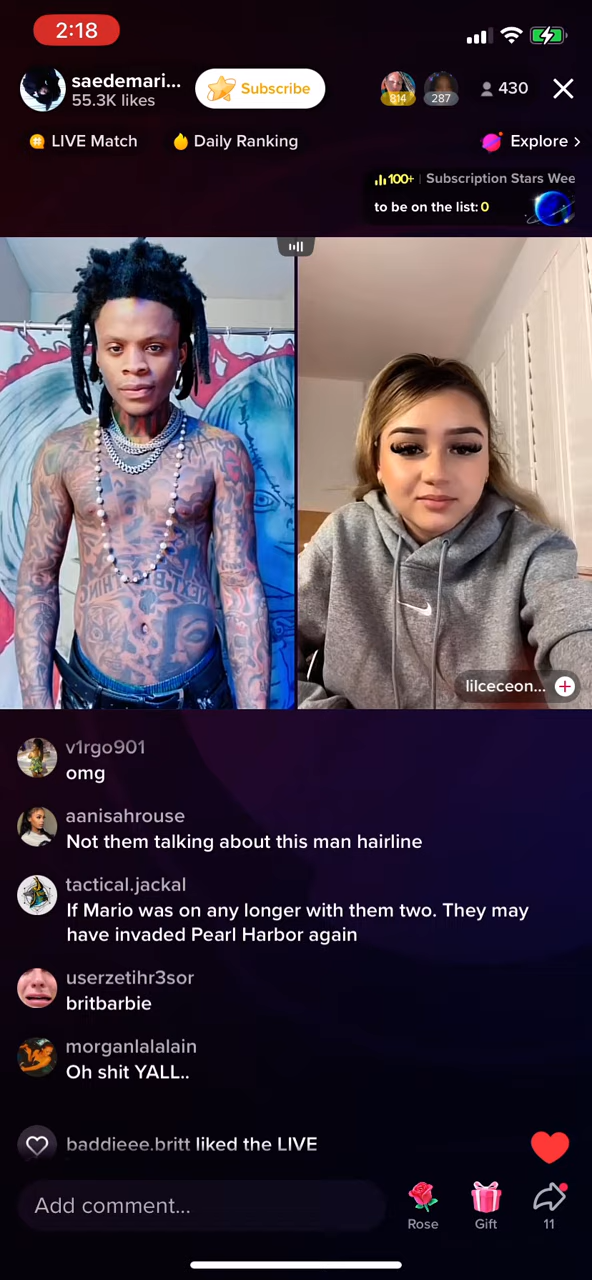 2:18
saedemari...
55.3K likes
Subscribe
814
287
430
LIVE Match
Daily Ranking
Explore >
100+ | Subscription Stars Wee
to be on the list: 0
lilceceon...
v1rgo901
omg
aanisahrouse
Not them talking about this man hairline
tactical.jackal
If Mario was on any longer with them two. They may
have invaded Pearl Harbor again
userzetihr3sor
britbarbie
morganlalalain
Oh shit YALL..
baddieee.britt liked the LIVE
Add comment...
Rose
Gift
11